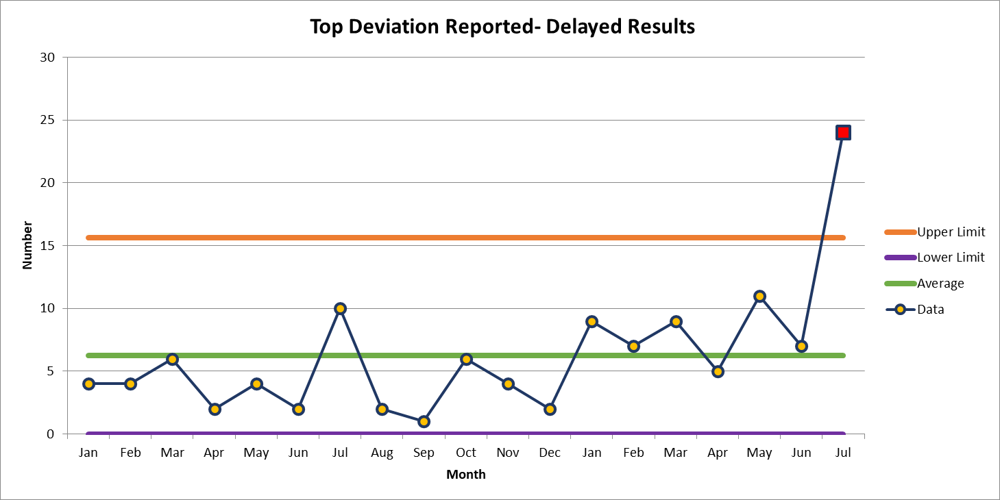 Top Deviation Reported- Delayed Results
30
25
20
15
10
5
0
Number
Jan Feb Mar Apr May Jun Jul Aug Sep Oct Nov Dec Jan Feb Mar Apr May Jun Jul
Month
Upper Limit
Lower Limit
Average
Data